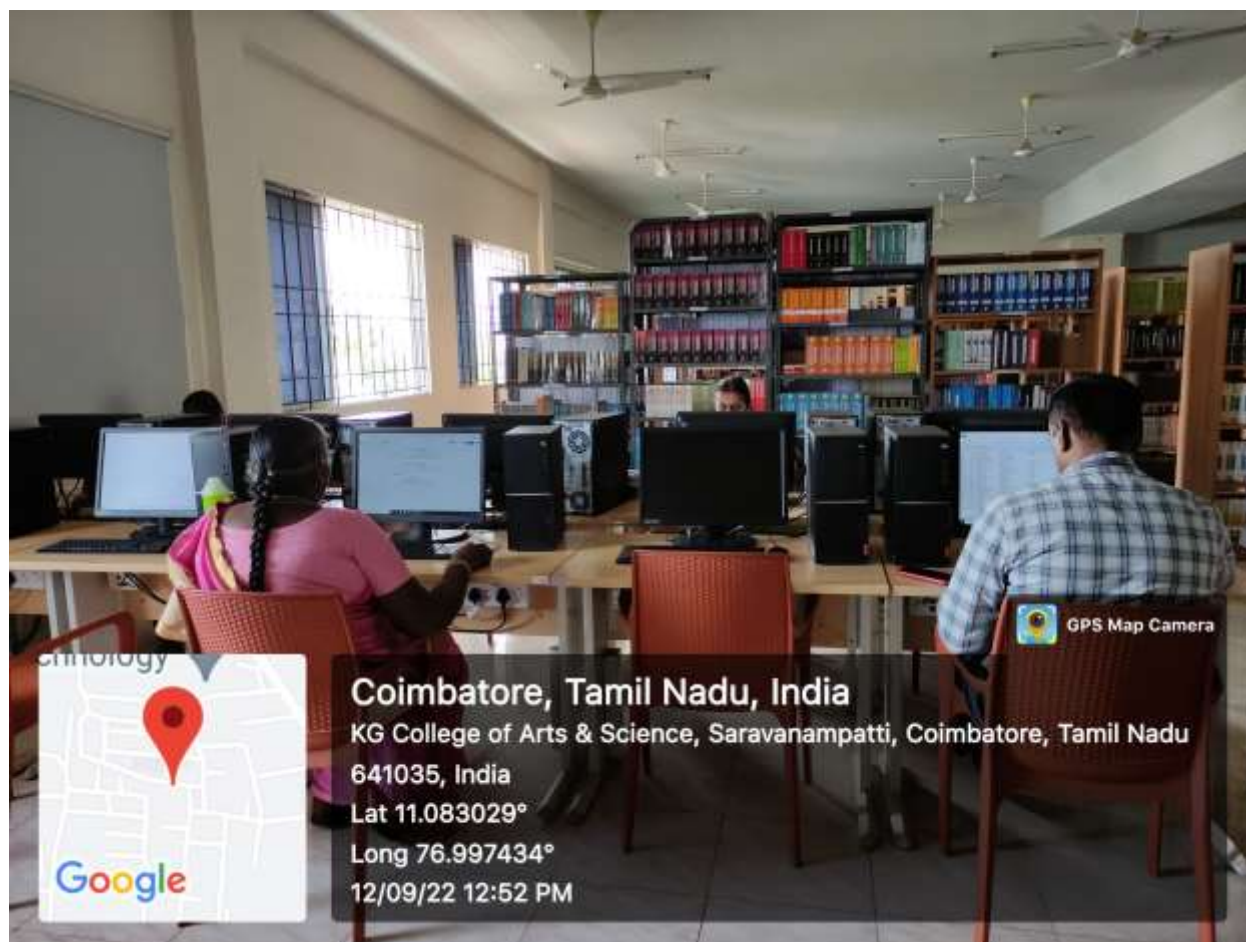 GPS Map Camera
chnology
Coimbatore, Tamil Nadu, India
KG College of Arts & Science, Saravanampatti, Coimbatore, Tamil Nadu
641035, India
Lat 11.083029°
Long 76.997434°
12/09/22 12:52 PM
Google